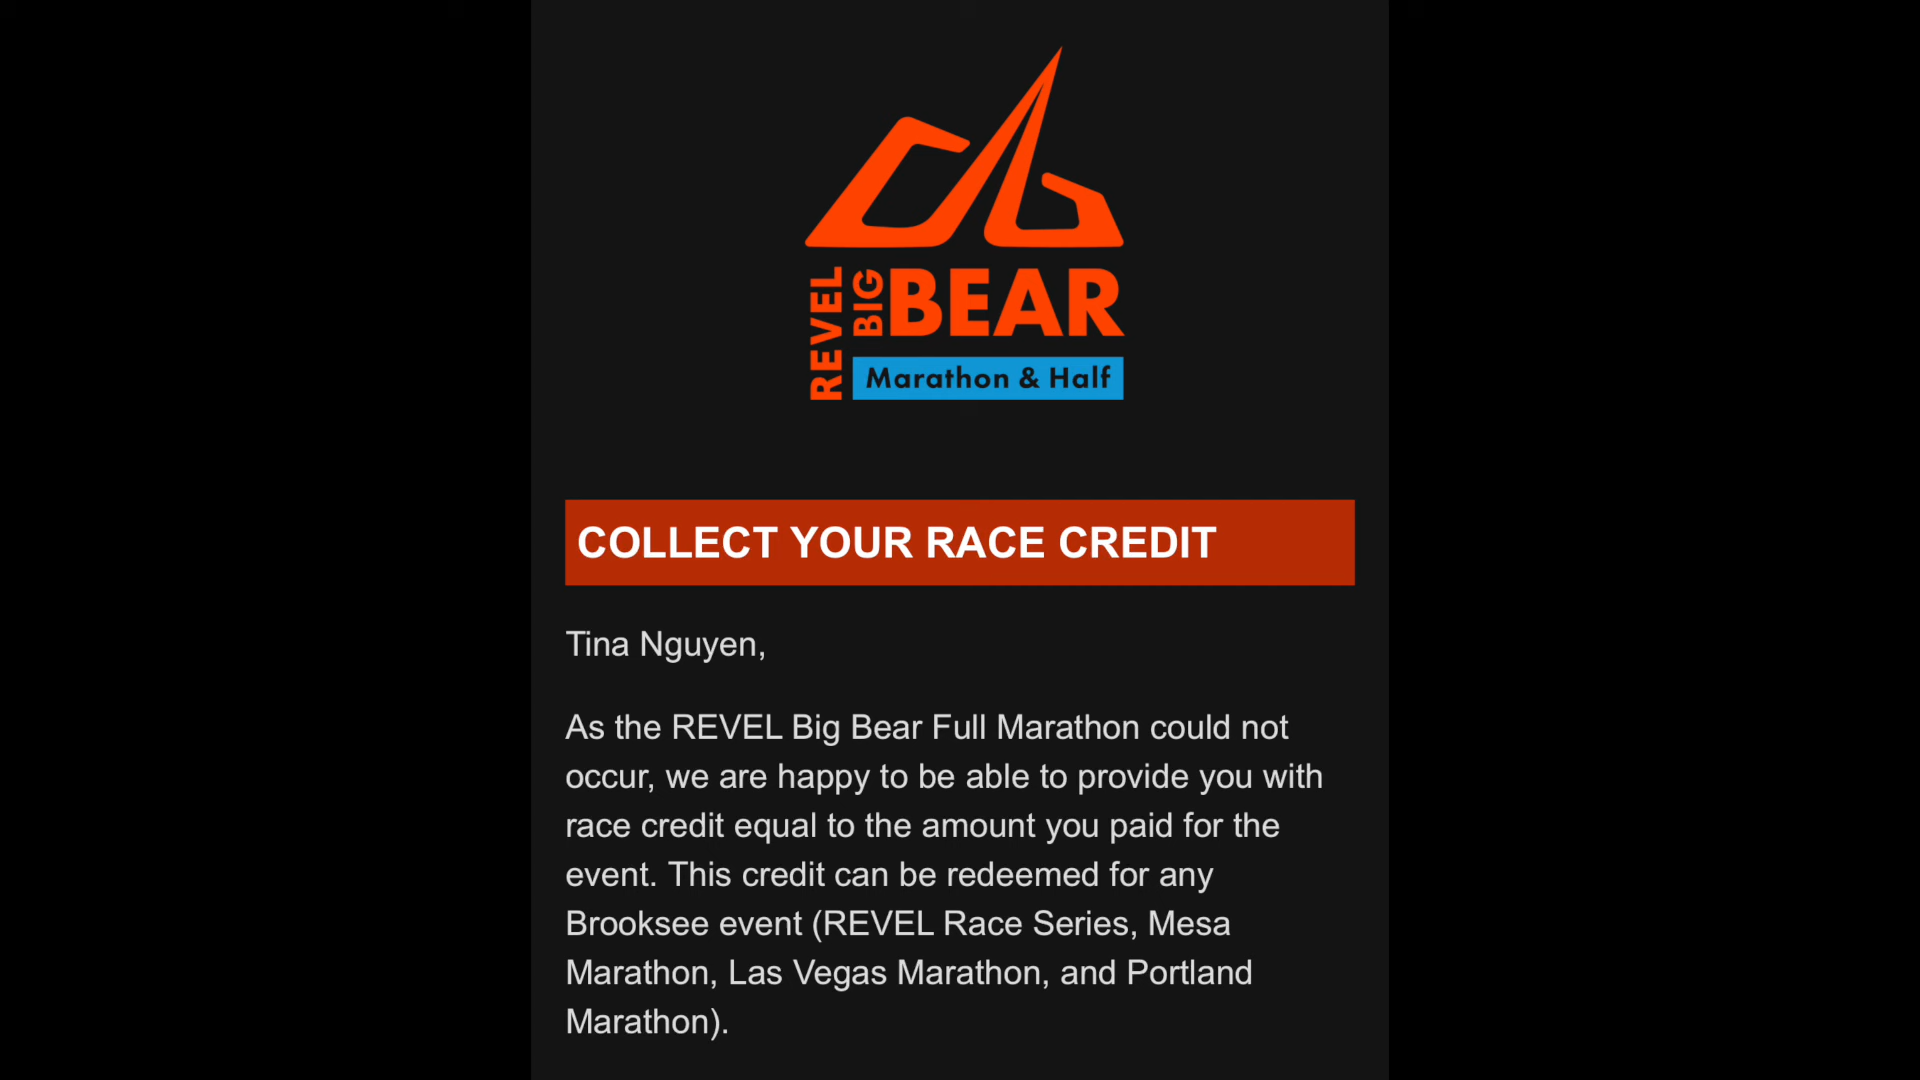 REVEL
BIG
BEAR
Marathon & Half
COLLECT YOUR RACE CREDIT
Tina Nguyen,
As the REVEL Big Bear Full Marathon could not
occur, we are happy to be able to provide you with
race credit equal to the amount you paid for the
event. This credit can be redeemed for any
Brooksee event (REVEL Race Series, Mesa
Marathon, Las Vegas Marathon, and Portland
Marathon).